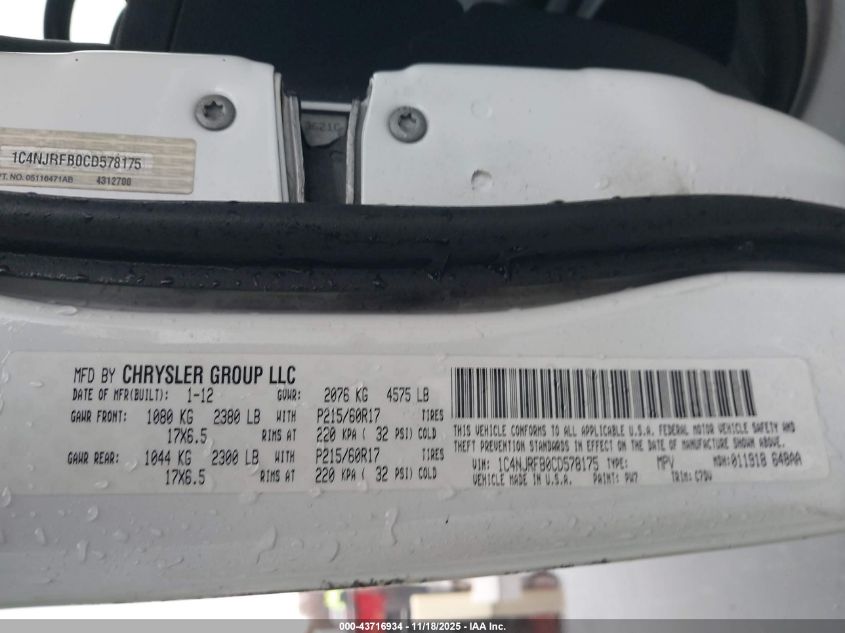 1C4NJRFB0CD578175
PT. NO. 05116471AB 4312700
MFD BY CHRYSLER GROUP LLC
DATE OF MFR(BUILT): 1-12 GVWR: 2076 KG 4575 LB
GAWR FRONT: 1080 KG 2380 LB WITH P215/60R17 TIRES
17X6.5 RIMS AT 220 KPA ( 32 PSI) COLD
GAWR REAR: 1044 KG 2300 LB WITH P215/60R17 TIRES
17X6.5 RIMS AT 220 KPA ( 32 PSI) COLD
THIS VEHICLE CONFORMS TO ALL APPLICABLE U.S.A. FEDERAL MOTOR VEHICLE SAFETY AND
THEFT PREVENTION STANDARDS IN EFFECT ON THE DATE OF MANUFACTURE SHOWN ABOVE.
VIN: 1C4NJRFB0CD578175 TYPE: MPV MDH:011918 648AA
VEHICLE MADE IN U.S.A. PAINT: PW7 TRIM: C7DV
000-43716934 - 11/18/2025 - IAA Inc.